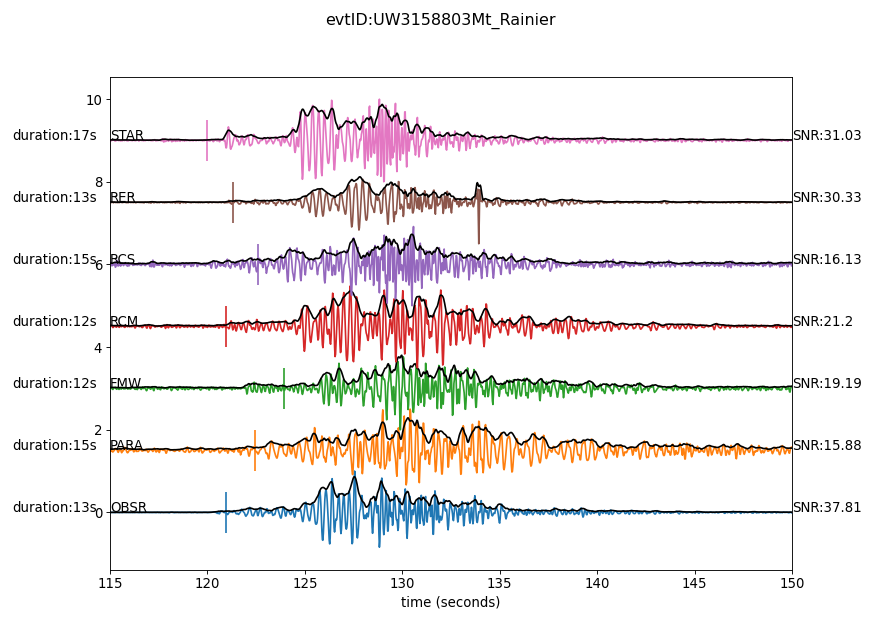 evtID:UW3158803Mt_Rainier
10
duration:17s STAR SNR:31.03
8
duration:13s RER SNR:30.33
duration:15s RCS SNR:16.13
6
duration:12s RCM SNR:21.2
4
duration:12s FMW SNR:19.19
2
duration:15s PARA SNR:15.88
duration:13s OBSR SNR:37.81
0
115 120 125 130 135 140 145 150
time (seconds)